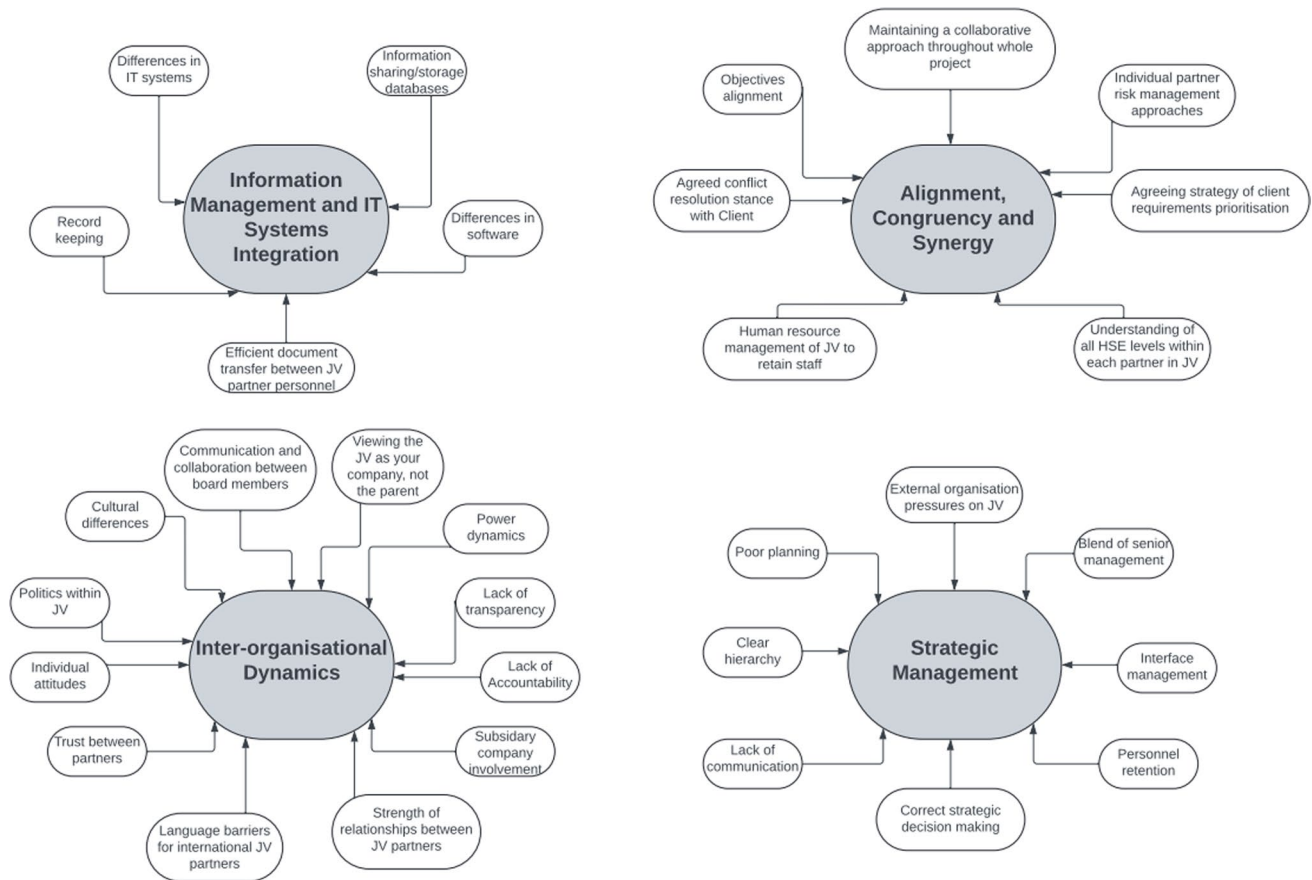 Differences in
IT systems
Information
sharing/storage
databases
Information
Management and IT
Systems
Integration
Record
keeping
Differences in
software
Efficient document
transfer between JV
partner personnel
Maintaining a collaborative
approach throughout whole
project
Objectives
alignment
Individual partner
risk management
approaches
Agreed conflict
resolution stance
with Client
Alignment,
Congruency and
Synergy
Agreeing strategy of client
requirements prioritisation
Human resource
management of JV to
retain staff
Understanding of
all HSE levels within
each partner in JV
Communication and
collaboration between
board members
Viewing the
JV as your
company, not
the parent
Cultural
differences
Power
dynamics
Politics within
JV
Lack of
transparency
Inter-organisational
Dynamics
Individual
attitudes
Lack of
Accountability
Trust between
partners
Subsidary
company
involvement
Language barriers
for international JV
partners
Strength of
relationships between
JV partners
External organisation
pressures on JV
Poor planning
Blend of senior
management
Clear
hierarchy
Strategic
Management
Interface
management
Lack of
communication
Personnel
retention
Correct strategic
decision making